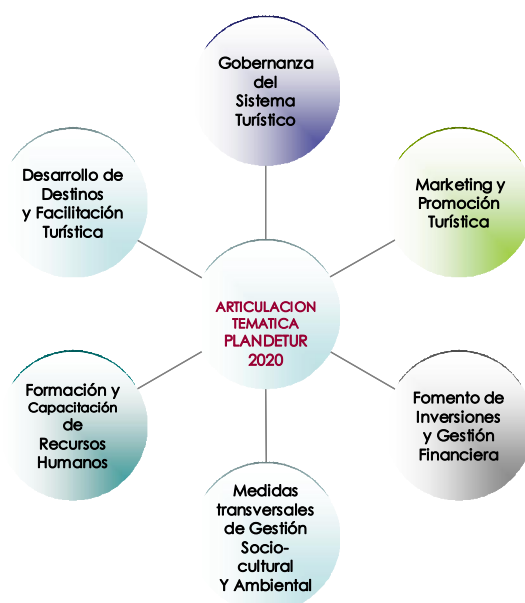 Gobernanza
del
Sistema
Turístico
Desarrollo de
Destinos
y Facilitación
Turística
Marketing y
Promoción
Turística
ARTICULACION
TEMATICA
PLANDETUR
2020
Formación y
Capacitación
de
Recursos
Humanos
Fomento de
Inversiones
y Gestión
Financiera
Medidas
transversales
de Gestión
Socio-
cultural
Y Ambiental